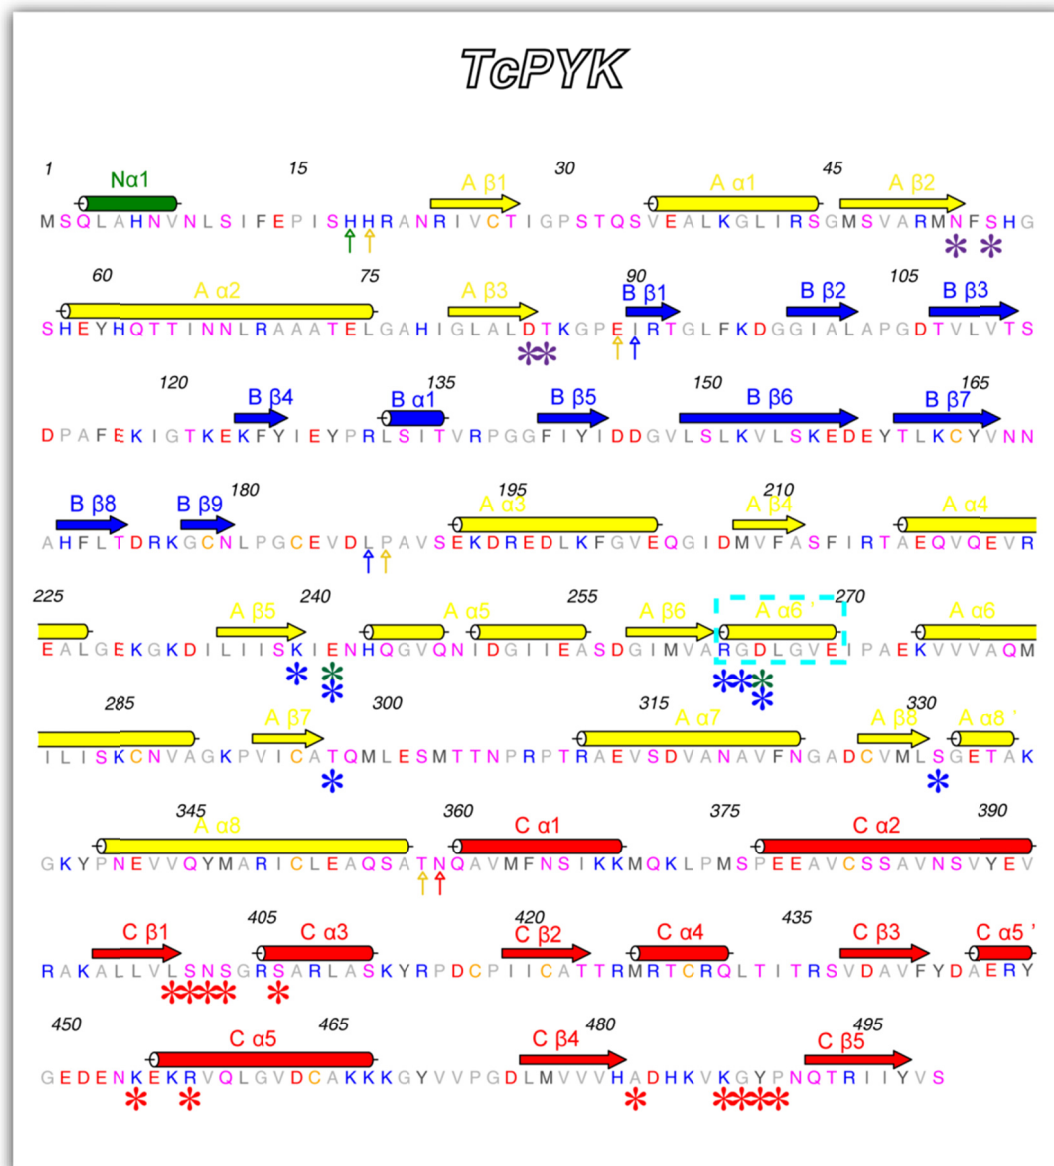 TcPYK
1 15 30 45
Nα1 A β1 A α1 A β2
MSQLAHNVNLSIFEPISHHRANRIVCTIGPSTQSVEALKGLIRSGMSVARMNFSHG
60 75 90 105
A α2 A β3 B β1 B β2 B β3
SHEYHQTTINNLRAAATELGAHIGLALDTKGPEIRTGLFKDGGIALAPGDTVLVTS
120 135 150 165
B β4 B α1 B β5 B β6 B β7
DPAFEKIGTKEKFYIEYPRLSITVRPGGFIYIDDGVLSLKVLSKEDEYTLKCYVNN
180 195 210
B β8 B β9 A α3 A β4 A α4
AHFLTDRKGCNLPGCEVDLPAVSEKDREDLKFGVEQGIDMVFASFIRTAEQVQEVR
225 240 255 270
A β5 A α5 A β6 A α6 ' A α6
EALGEKGKDILIISKIENHQGVQNIDGIIEASDGIMVARGDLGVEIPAEKVVVAQM
285 300 315 330
A β7 A α7 A β8 A α8 '
ILISKCNVAGKPVICATQMLESMTTNPRPTRAEVSDVANAVFNGADCVMLSGETAK
345 360 375 390
A α8 C α1 C α2
GKYPNEVVQYMARICLEAQSATNQAVMFNSIKKMQKLPMSPEEAVCSSAVNSVYEV
405 420 435
C β1 C α3 C β2 C α4 C β3 C α5 '
RAKALLVLSNSGRSARLASKYRPDCPIICATTRMRTCRQLTITRSVDAVFYDAERY
450 465 480 495
C α5 C β4 C β5
GEDENKEKRVQLGVDCAKKKGYVVPGDLMVVVHADHKVKGYPNQTRIIYVS